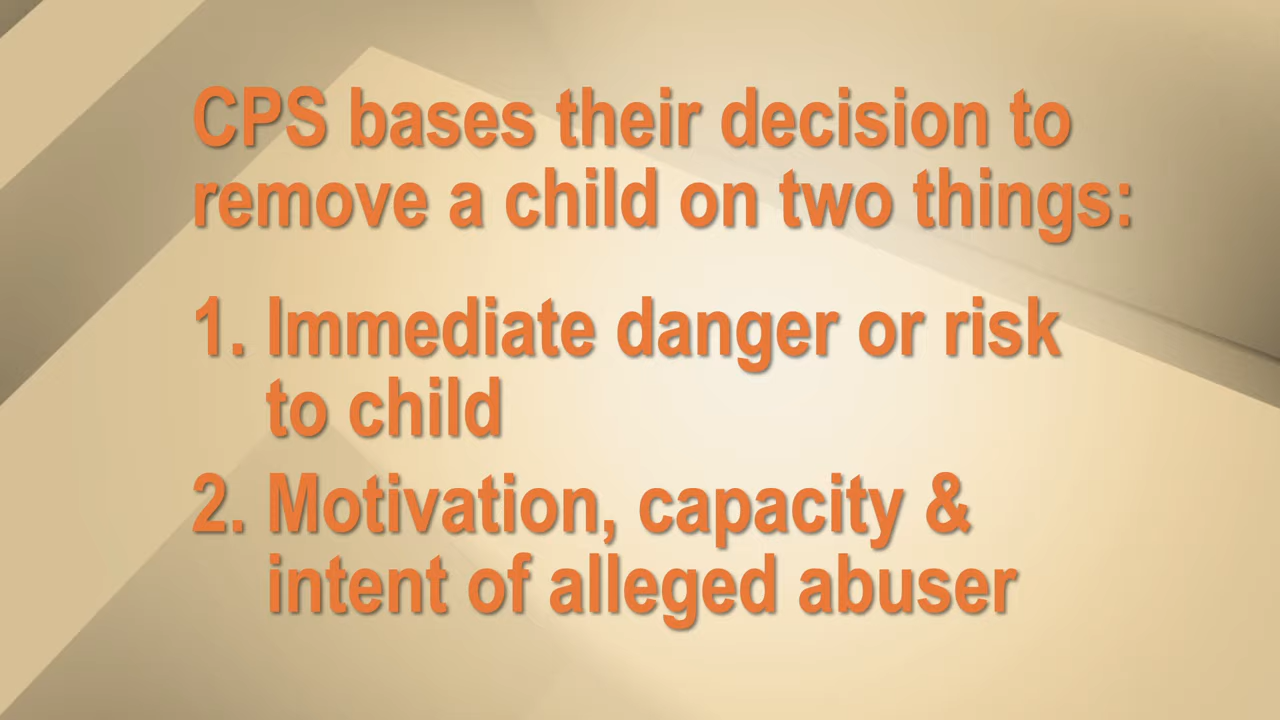 CPS bases their decision to
remove a child on two things:
1. Immediate danger or risk
to child
2. Motivation, capacity &
intent of alleged abuser